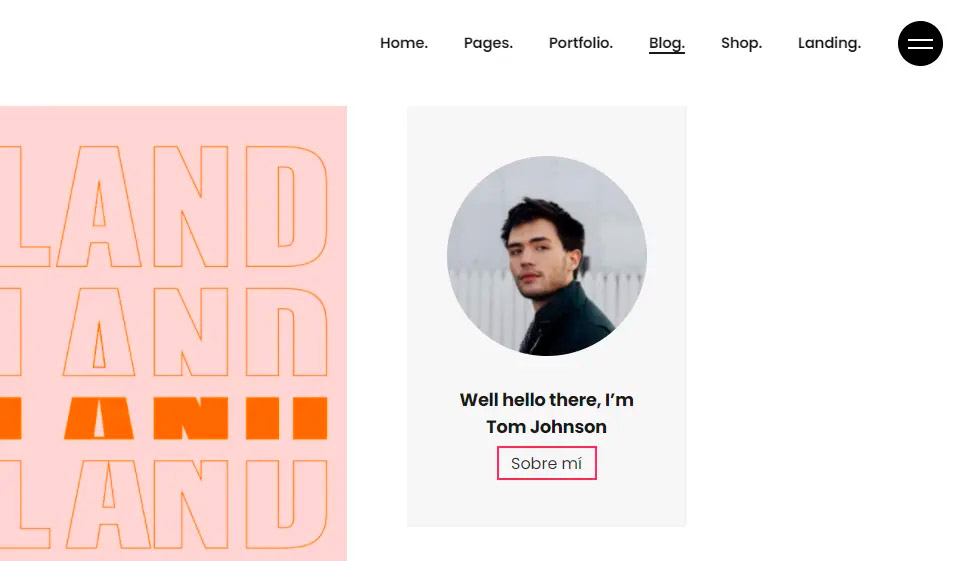 Home. Pages. Portfolio. Blog. Shop. Landing.
LAND
LAND
LAND
LAND
Well hello there, I’m
Tom Johnson
Sobre mí